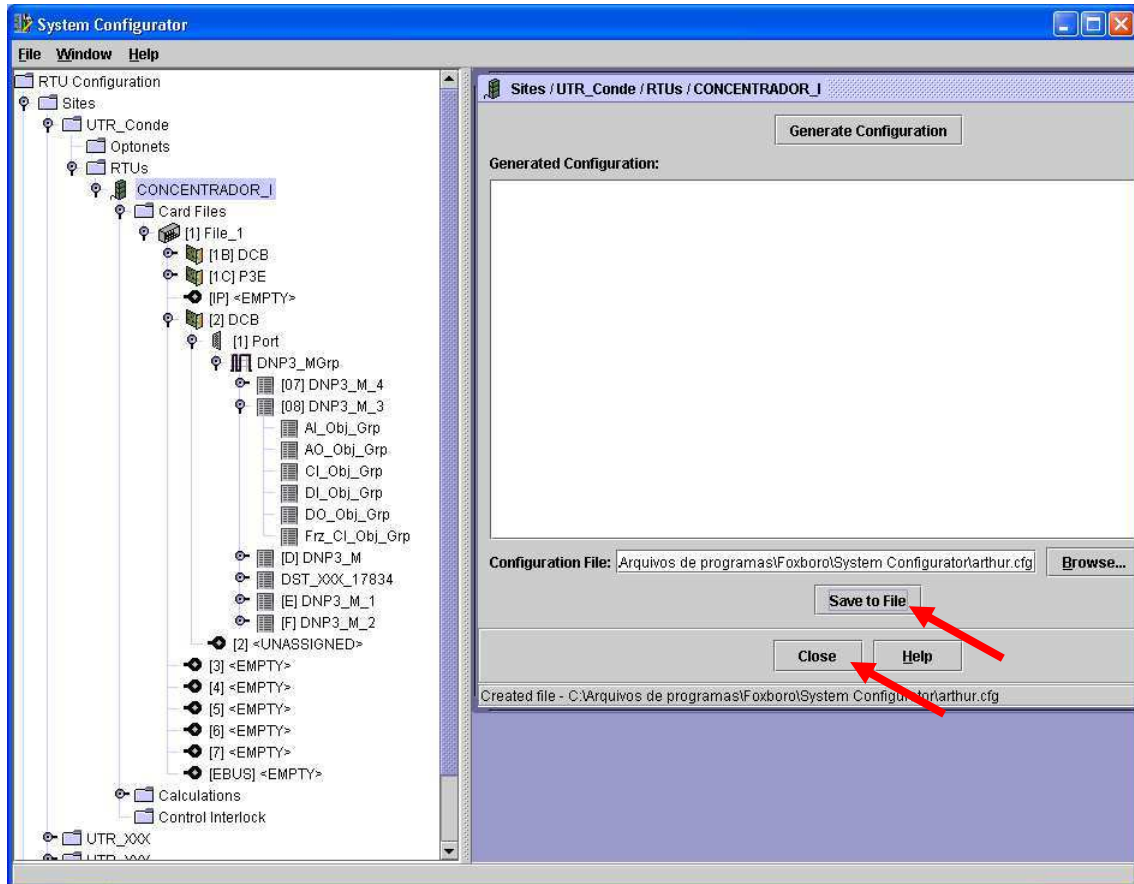 System Configurator
File Window Help
RTU Configuration
Sites
UTR_Conde
Optonets
RTUs
CONCENTRADOR_I
Card Files
[1] File_1
[1B] DCB
[1C] P3E
[IP] <EMPTY>
[2] DCB
[1] Port
DNP3_MGrp
[07] DNP3_M_4
[08] DNP3_M_3
AI_Obj_Grp
AO_Obj_Grp
CI_Obj_Grp
DI_Obj_Grp
DO_Obj_Grp
Frz_CI_Obj_Grp
[D] DNP3_M
DST_XXX_17834
[E] DNP3_M_1
[F] DNP3_M_2
[2] <UNASSIGNED>
[3] <EMPTY>
[4] <EMPTY>
[5] <EMPTY>
[6] <EMPTY>
[7] <EMPTY>
[EBUS] <EMPTY>
Calculations
Control Interlock
UTR_XXX
Sites / UTR_Conde / RTUs / CONCENTRADOR_I
Generate Configuration
Generated Configuration:
Configuration File: Arquivos de programas\Foxboro\System Configurator\arthur.cfg Browse...
Save to File
Close Help
Created file - C:\Arquivos de programas\Foxboro\System Configurator\arthur.cfg